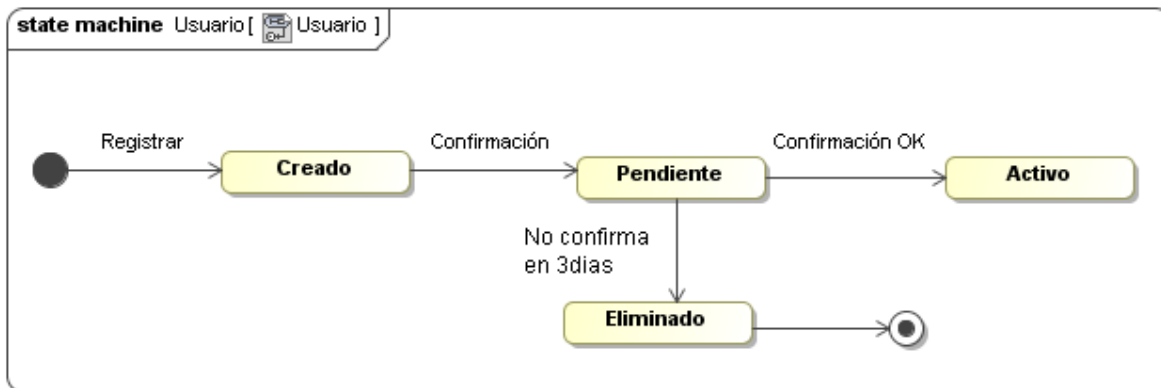 state machine Usuario[ Usuario ]
Registrar
Confirmación
Confirmación OK
Creado
Pendiente
Activo
No confirma
en 3dias
Eliminado